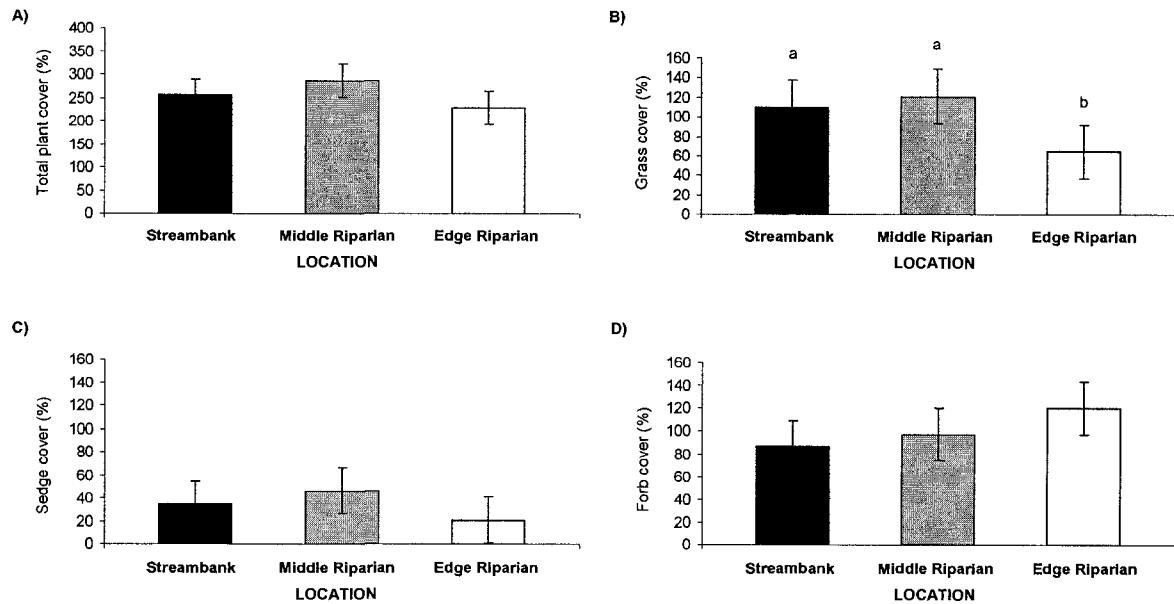 A)
Total plant cover (%)
400
350
300
250
200
150
100
50
0
Streambank Middle Riparian Edge Riparian
LOCATION
B)
Grass cover (%)
160
140
120
100
80
60
40
20
0
a a b
Streambank Middle Riparian Edge Riparian
LOCATION
C)
Sedge cover (%)
160
140
120
100
80
60
40
20
0
Streambank Middle Riparian Edge Riparian
LOCATION
D)
Forb cover (%)
160
140
120
100
80
60
40
20
0
Streambank Middle Riparian Edge Riparian
LOCATION